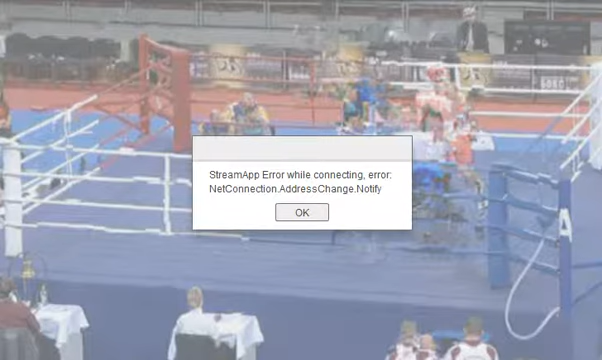 StreamApp Error while connecting, error:
NetConnection.AddressChange.Notify
OK
A